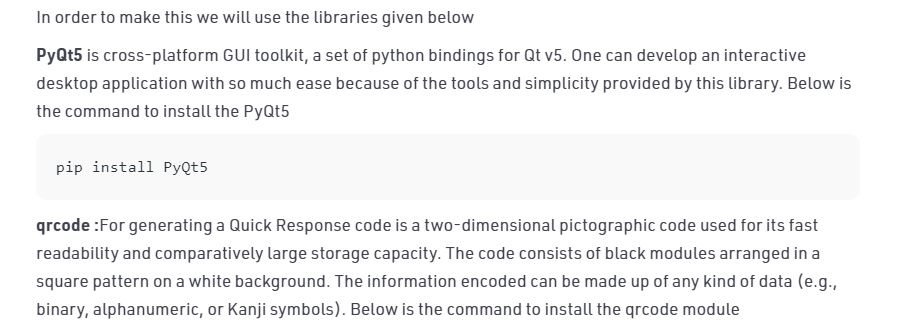 In order to make this we will use the libraries given below
PyQt5 is cross-platform GUI toolkit, a set of python bindings for Qt v5. One can develop an interactive
desktop application with so much ease because of the tools and simplicity provided by this library. Below is
the command to install the PyQt5
pip install PyQt5
qrcode :For generating a Quick Response code is a two-dimensional pictographic code used for its fast
readability and comparatively large storage capacity. The code consists of black modules arranged in a
square pattern on a white background. The information encoded can be made up of any kind of data (e.g.,
binary, alphanumeric, or Kanji symbols). Below is the command to install the qrcode module